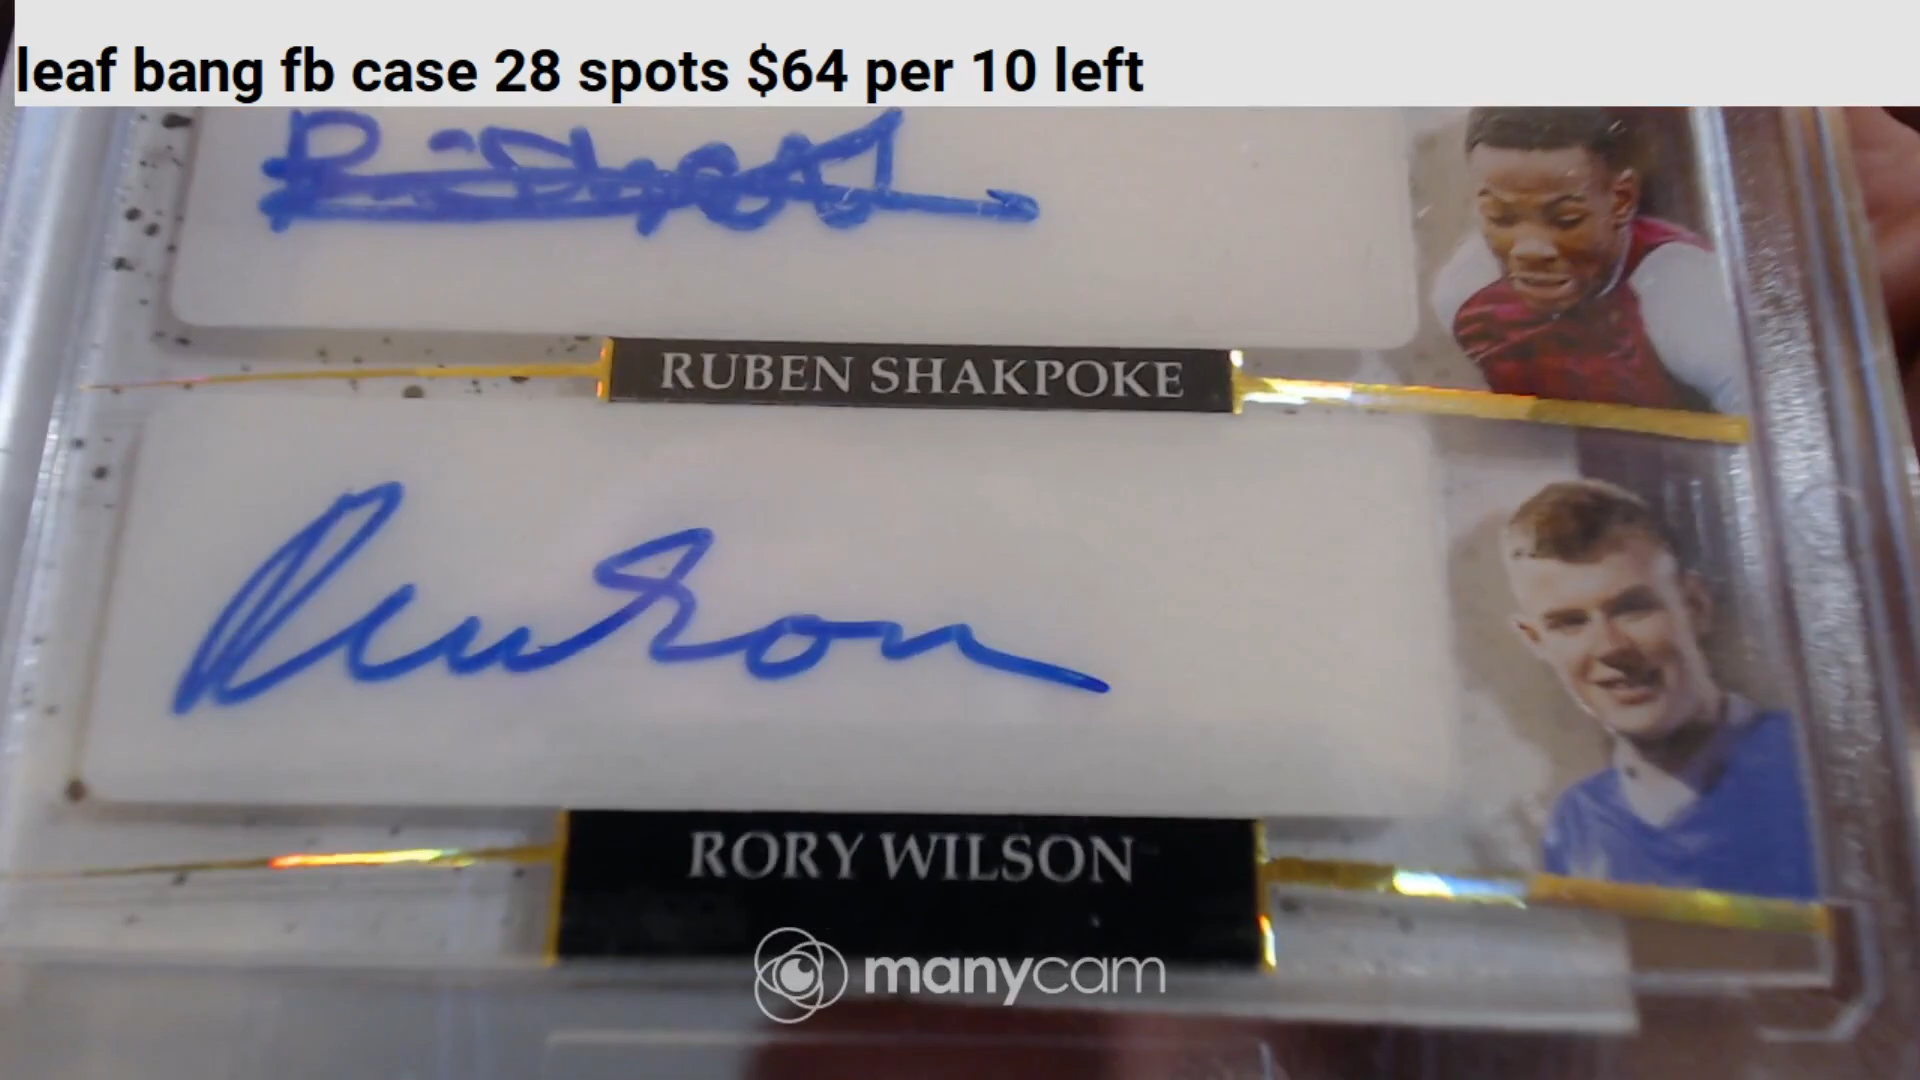 leaf bang fb case 28 spots $64 per 10 left
RUBEN SHAKPOKE
RORY WILSON
manycam